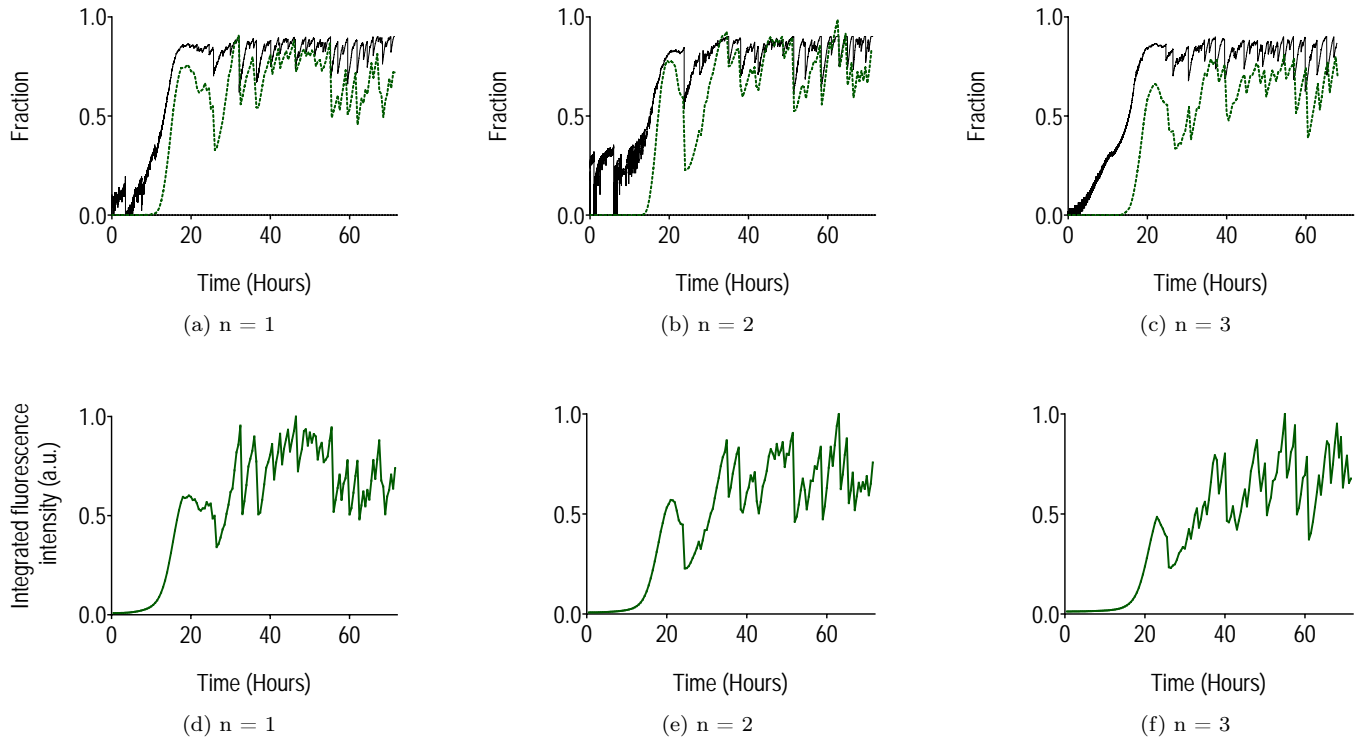 1.0
0.5
0.0
Fraction
0 20 40 60
Time (Hours)
(a) n = 1
1.0
0.5
0.0
Fraction
0 20 40 60
Time (Hours)
(b) n = 2
1.0
0.5
0.0
Fraction
0 20 40 60
Time (Hours)
(c) n = 3
Integrated fluorescence
intensity (a.u.)
1.0
0.5
0.0
0 20 40 60
Time (Hours)
(d) n = 1
1.0
0.5
0.0
0 20 40 60
Time (Hours)
(e) n = 2
1.0
0.5
0.0
0 20 40 60
Time (Hours)
(f) n = 3